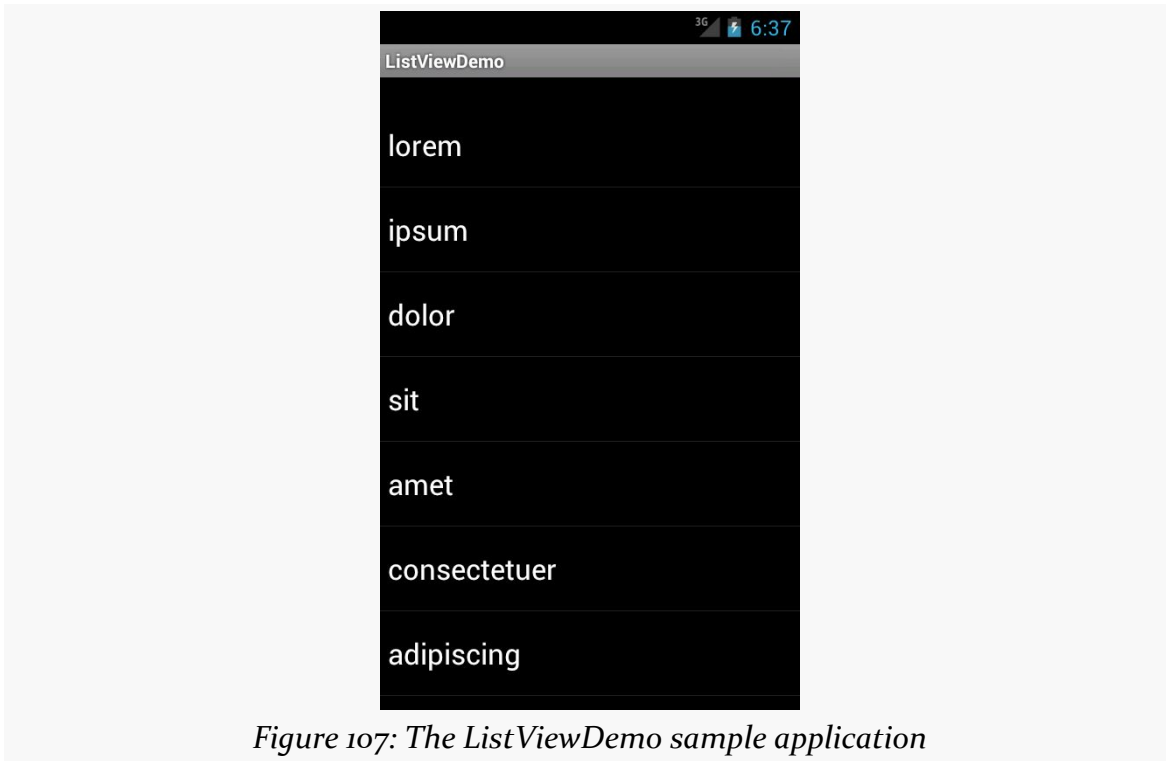 3G 6:37
ListViewDemo
lorem
ipsum
dolor
sit
amet
consectetuer
adipiscing
Figure 107: The ListViewDemo sample application